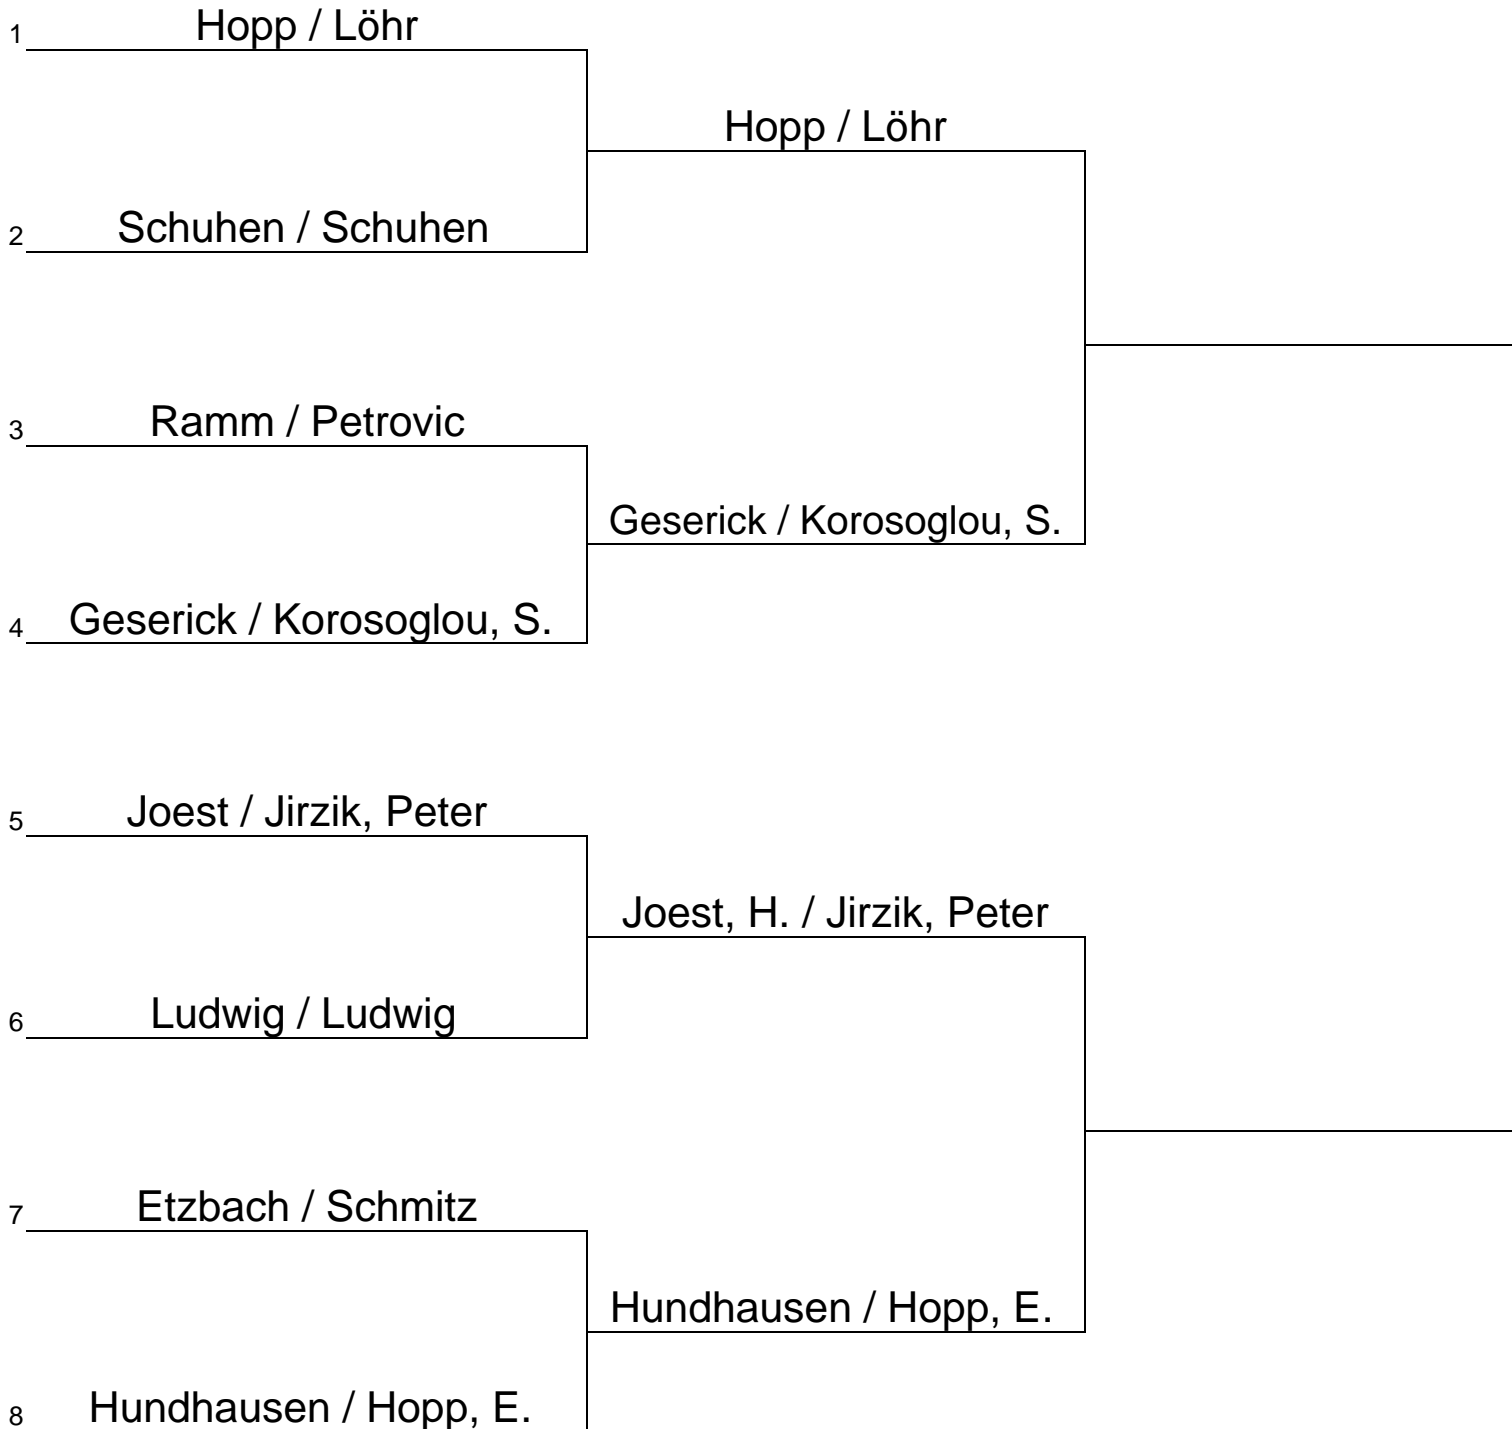 1 Hopp / Löhr
Hopp / Löhr
2 Schuhen / Schuhen
3 Ramm / Petrovic
Geserick / Korosoglou, S.
4 Geserick / Korosoglou, S.
5 Joest / Jirzik, Peter
Joest, H. / Jirzik, Peter
6 Ludwig / Ludwig
7 Etzbach / Schmitz
Hundhausen / Hopp, E.
8 Hundhausen / Hopp, E.